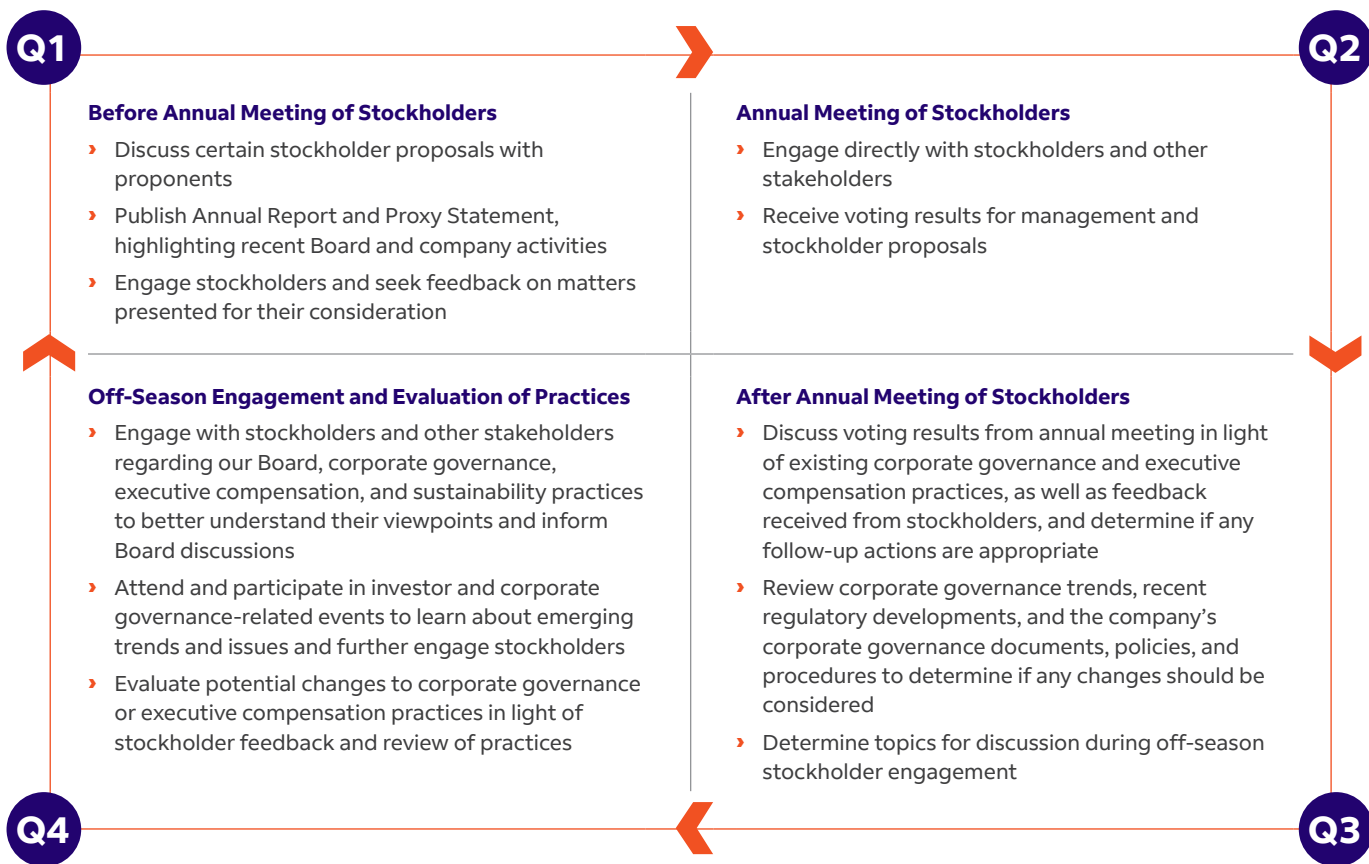 Q1
Q2
Before Annual Meeting of Stockholders
› Discuss certain stockholder proposals with
proponents
› Publish Annual Report and Proxy Statement,
highlighting recent Board and company activities
› Engage stockholders and seek feedback on matters
presented for their consideration
Annual Meeting of Stockholders
› Engage directly with stockholders and other
stakeholders
› Receive voting results for management and
stockholder proposals
Off-Season Engagement and Evaluation of Practices
› Engage with stockholders and other stakeholders
regarding our Board, corporate governance,
executive compensation, and sustainability practices
to better understand their viewpoints and inform
Board discussions
› Attend and participate in investor and corporate
governance-related events to learn about emerging
trends and issues and further engage stockholders
› Evaluate potential changes to corporate governance
or executive compensation practices in light of
stockholder feedback and review of practices
After Annual Meeting of Stockholders
› Discuss voting results from annual meeting in light
of existing corporate governance and executive
compensation practices, as well as feedback
received from stockholders, and determine if any
follow-up actions are appropriate
› Review corporate governance trends, recent
regulatory developments, and the company’s
corporate governance documents, policies, and
procedures to determine if any changes should be
considered
› Determine topics for discussion during off-season
stockholder engagement
Q4
Q3